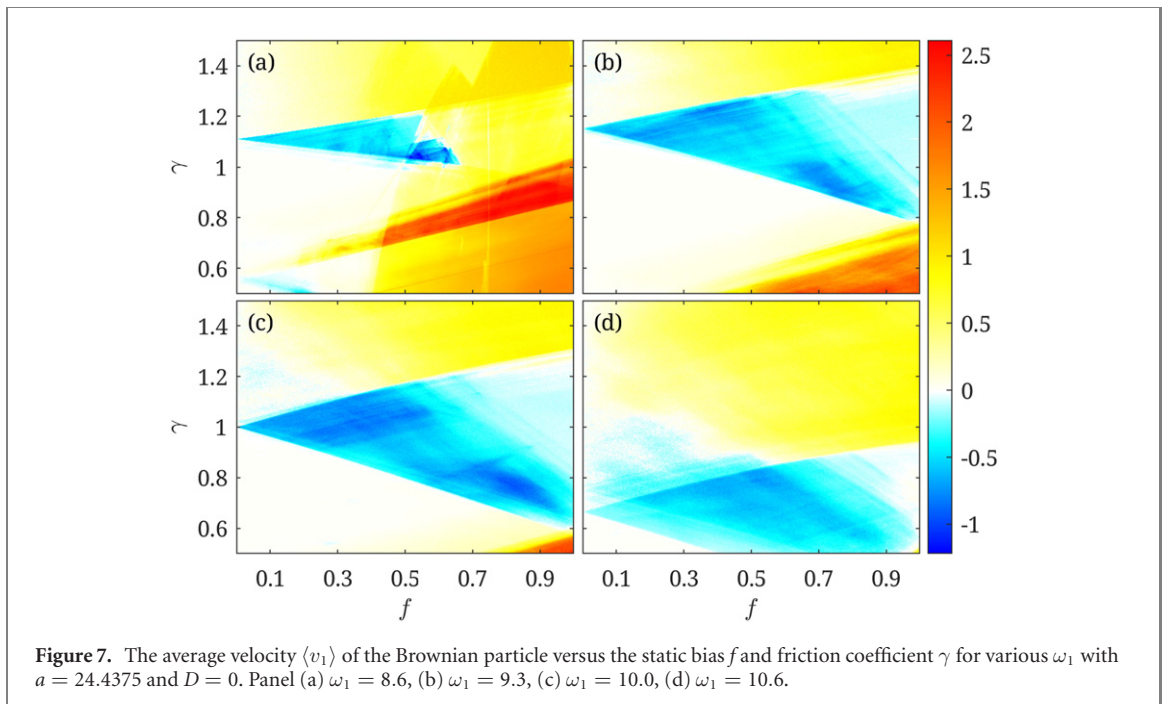 (a)
(b)
1.4
1.2
1
0.8
0.6
γ
(c)
(d)
1.4
1.2
1
0.8
0.6
γ
0.1 0.3 0.5 0.7 0.9
0.1 0.3 0.5 0.7 0.9
f
f
2.5
2
1.5
1
0.5
0
-0.5
-1
Figure 7. The average velocity ⟨v₁⟩ of the Brownian particle versus the static bias f and friction coefficient γ for various ω₁ with
a = 24.4375 and D = 0. Panel (a) ω₁ = 8.6, (b) ω₁ = 9.3, (c) ω₁ = 10.0, (d) ω₁ = 10.6.